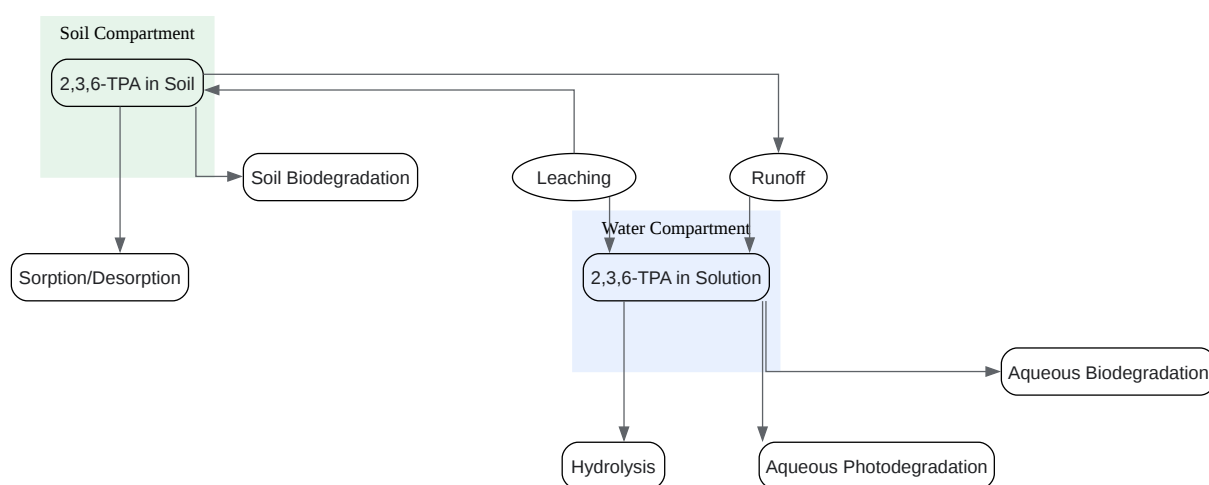 Soil Compartment
2,3,6-TPA in Soil
Soil Biodegradation
Leaching
Runoff
Water Compartment
Sorption/Desorption
2,3,6-TPA in Solution
Aqueous Biodegradation
Hydrolysis
Aqueous Photodegradation